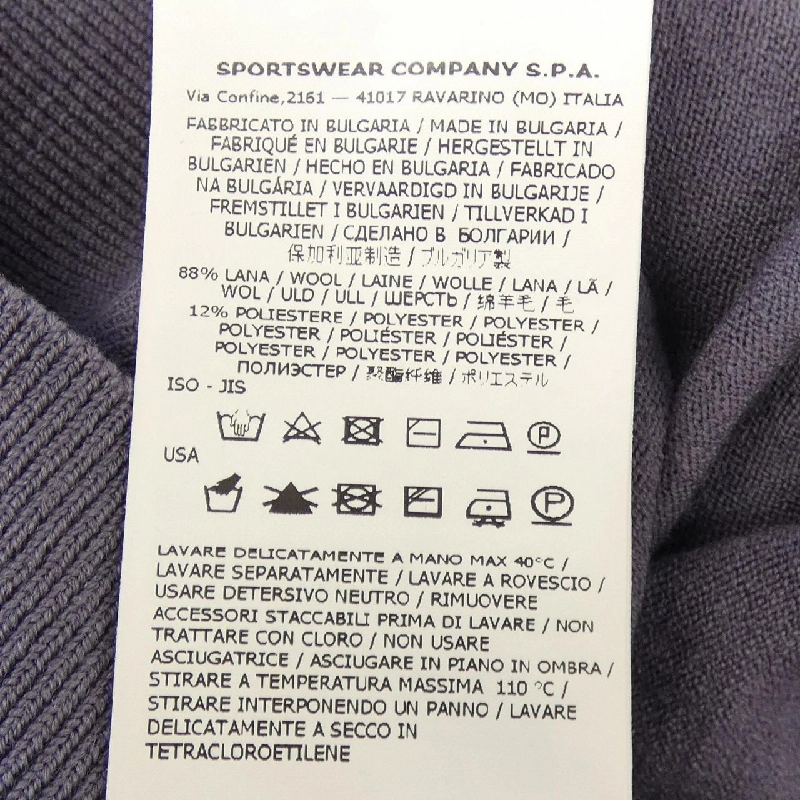 SPORTSWEAR COMPANY S.P.A.
Via Confine,2161 — 41017 RAVARINO (MO) ITALIA
FABBRICATO IN BULGARIA / MADE IN BULGARIA /
FABRIQUÉ EN BULGARIE / HERGESTELLT IN
BULGARIEN / HECHO EN BULGARIA / FABRICADO
NA BULGÁRIA / VERVAARDIGD IN BULGARIJE /
FREMSTILLET I BULGARIEN / TILLVERKAD I
BULGARIEN / СДЕЛАНО В БОЛГАРИИ /
保加利亚制造 / ブルガリア製
88% LANA / WOOL / LAINE / WOLLE / LANA / LÃ /
WOL / ULD / ULL / ШЕРСТЬ / 绵羊毛 / 毛
12% POLIESTERE / POLYESTER / POLYESTER /
POLYESTER / POLIÉSTER / POLIÉSTER /
POLYESTER / POLYESTER / POLYESTER /
ПОЛИЭСТЕР / 聚酯纤维 / ポリエステル
ISO - JIS
P
USA
P
LAVARE DELICATAMENTE A MANO MAX 40°C /
LAVARE SEPARATAMENTE / LAVARE A ROVESCIO /
USARE DETERSIVO NEUTRO / RIMUOVERE
ACCESSORI STACCABILI PRIMA DI LAVARE / NON
TRATTARE CON CLORO / NON USARE
ASCIUGATRICE / ASCIUGARE IN PIANO IN OMBRA /
STIRARE A TEMPERATURA MASSIMA 110 °C /
STIRARE INTERPONENDO UN PANNO / LAVARE
DELICATAMENTE A SECCO IN
TETRACLOROETILENE